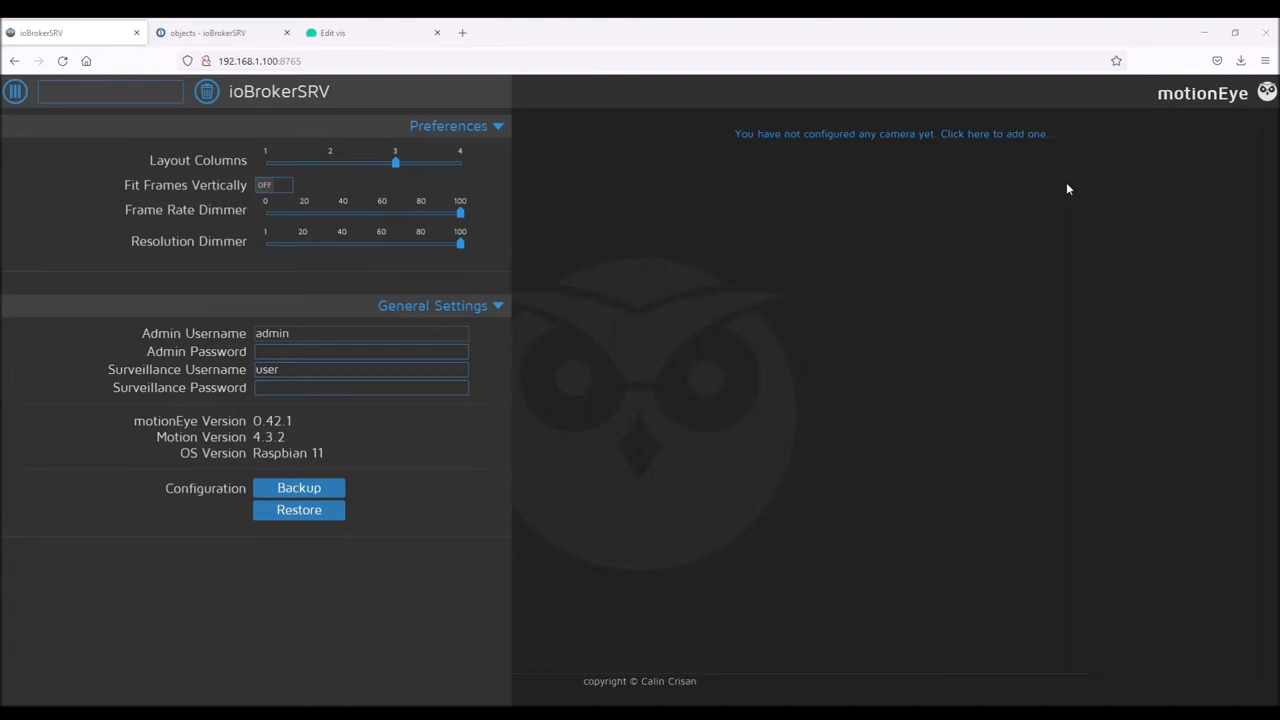 ioBrokerSRV
objects - ioBrokerSRV
Edit vis
192.168.1.100:8765
ioBrokerSRV
motionEye
Preferences
You have not configured any camera yet. Click here to add one...
1 2 3 4
Layout Columns
Fit Frames Vertically OFF
0 20 40 60 80 100
Frame Rate Dimmer
1 20 40 60 80 100
Resolution Dimmer
General Settings
Admin Username admin
Admin Password
Surveillance Username user
Surveillance Password
motionEye Version 0.42.1
Motion Version 4.3.2
OS Version Raspbian 11
Configuration Backup
Restore
copyright © Calin Crisan